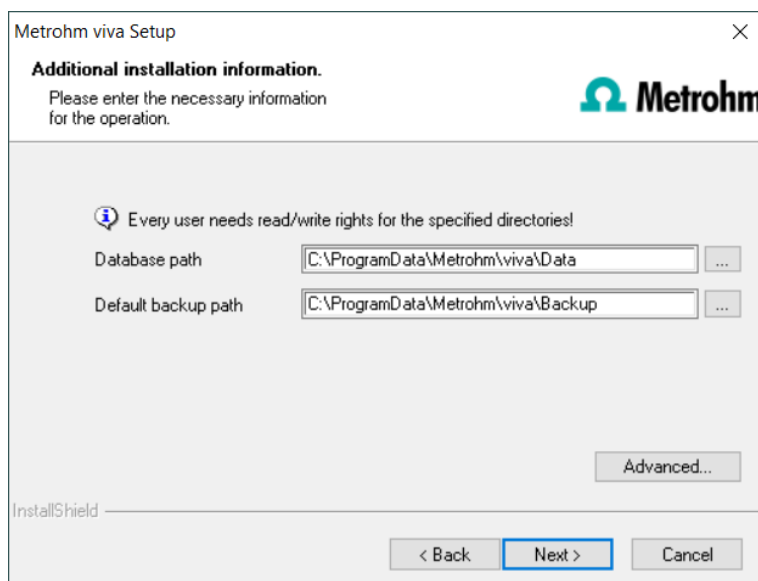 Metrohm viva Setup
Additional installation information.
Please enter the necessary information
for the operation.
Metrohm
Every user needs read/write rights for the specified directories!
Database path
C:\ProgramData\Metrohm\viva\Data
...
Default backup path
C:\ProgramData\Metrohm\viva\Backup
...
Advanced...
InstallShield
< Back
Next >
Cancel